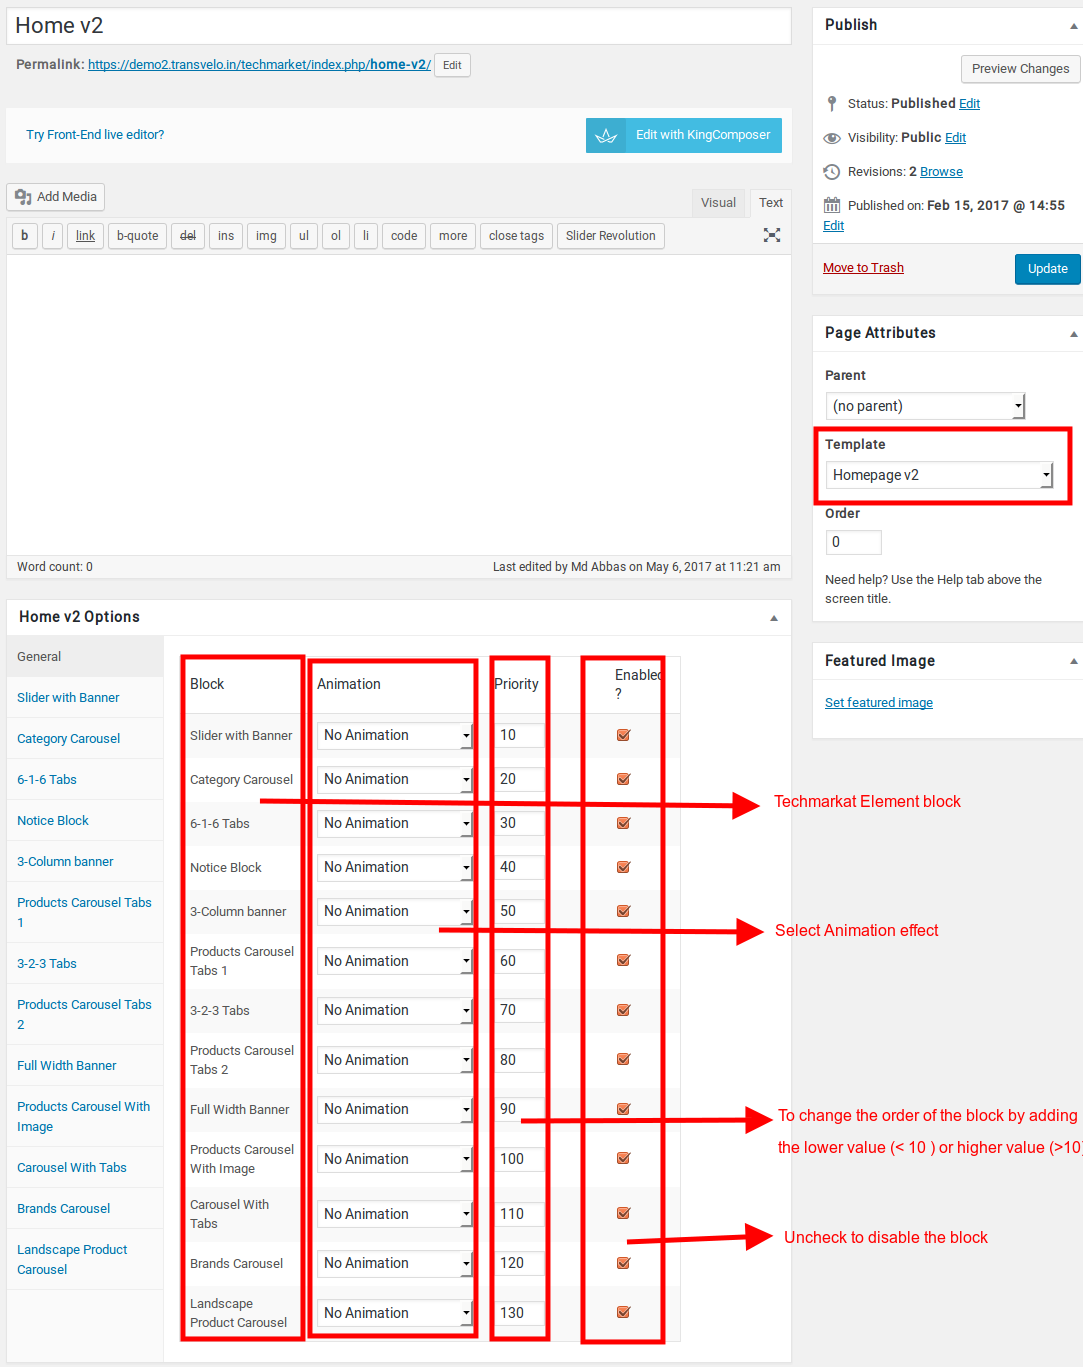 Home v2
Permalink: https://demo2.transvelo.in/techmarket/index.php/home-v2/ Edit
Try Front-End live editor?
Edit with KingComposer
Add Media
Visual Text
b i link b-quote del ins img ul ol li code more close tags Slider Revolution
Word count: 0
Last edited by Md Abbas on May 6, 2017 at 11:21 am
Publish
Preview Changes
Status: Published Edit
Visibility: Public Edit
Revisions: 2 Browse
Published on: Feb 15, 2017 @ 14:55
Edit
Move to Trash
Update
Page Attributes
Parent
(no parent)
Template
Homepage v2
Order
0
Need help? Use the Help tab above the
screen title.
Featured Image
Set featured image
Home v2 Options
General
Slider with Banner
Category Carousel
6-1-6 Tabs
Notice Block
3-Column banner
Products Carousel Tabs
1
3-2-3 Tabs
Products Carousel Tabs
2
Full Width Banner
Products Carousel With
Image
Carousel With Tabs
Brands Carousel
Landscape Product
Carousel
Block Animation Priority Enabled
?
Slider with Banner No Animation 10
Category Carousel No Animation 20
6-1-6 Tabs No Animation 30
Notice Block No Animation 40
3-Column banner No Animation 50
Products Carousel
Tabs 1 No Animation 60
3-2-3 Tabs No Animation 70
Products Carousel
Tabs 2 No Animation 80
Full Width Banner No Animation 90
Products Carousel
With Image No Animation 100
Carousel With
Tabs No Animation 110
Brands Carousel No Animation 120
Landscape
Product Carousel No Animation 130
Techmarkat Element block
Select Animation effect
To change the order of the block by adding
the lower value (< 10 ) or higher value (>10)
Uncheck to disable the block